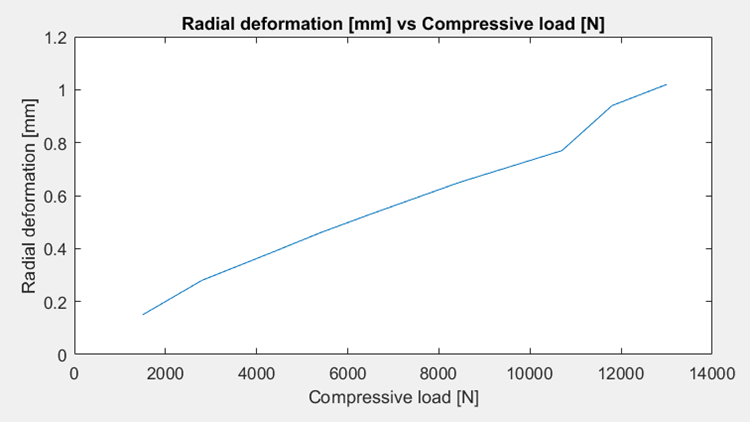 Radial deformation [mm] vs Compressive load [N]
1.2
1
0.8
0.6
0.4
0.2
0
Radial deformation [mm]
0 2000 4000 6000 8000 10000 12000 14000
Compressive load [N]